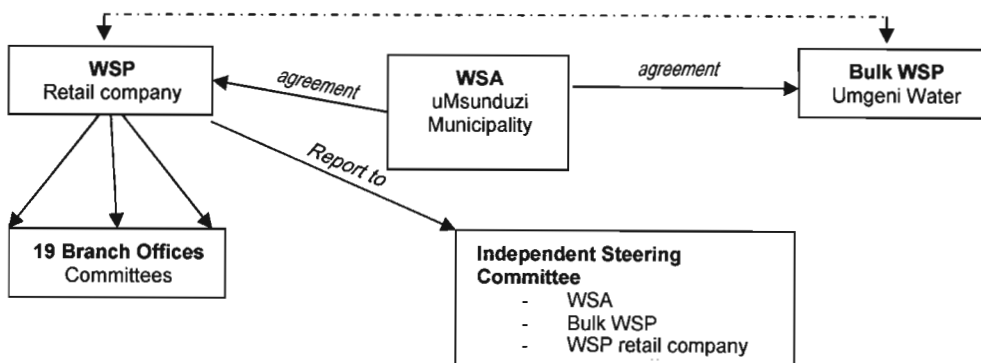 WSP
Retail company
agreement
WSA
uMsunduzi
Municipality
agreement
Bulk WSP
Umgeni Water
Report to
19 Branch Offices
Committees
Independent Steering
Committee
- WSA
- Bulk WSP
- WSP retail company